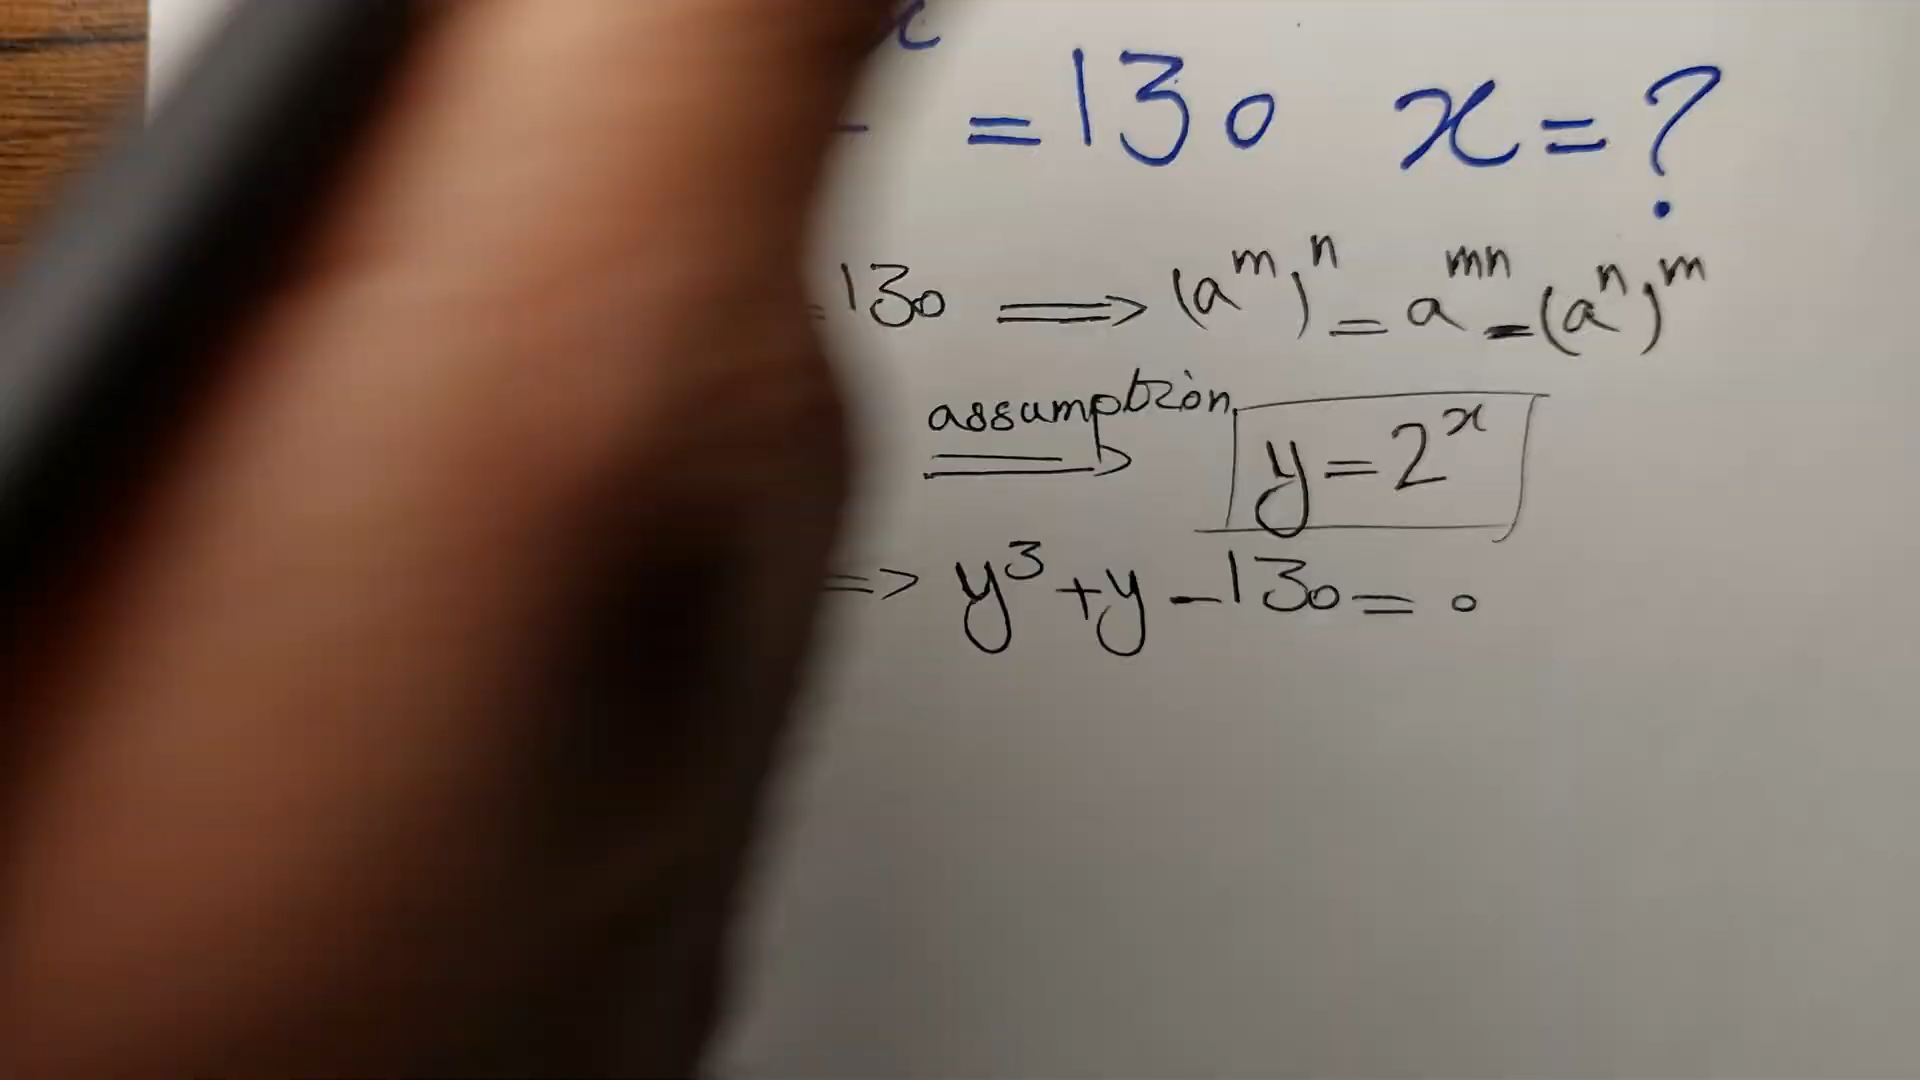 x
= 130 x = ?
= 130 ⟹ (a^m)^n = a^mn = (a^n)^m
assumption
⟹ y = 2^x
=> y^3 + y - 130 = 0